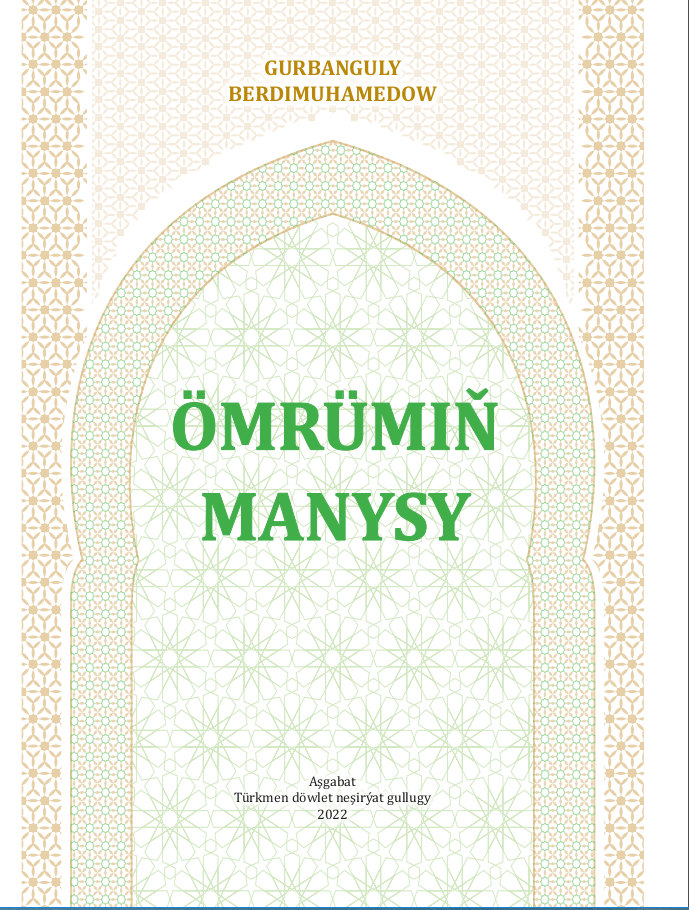 GURBANGULY
BERDIMUHAMEDOW
ÖMRÜMIŇ
MANYSY
Aşgabat
Türkmen döwlet neşirýat gullugy
2022